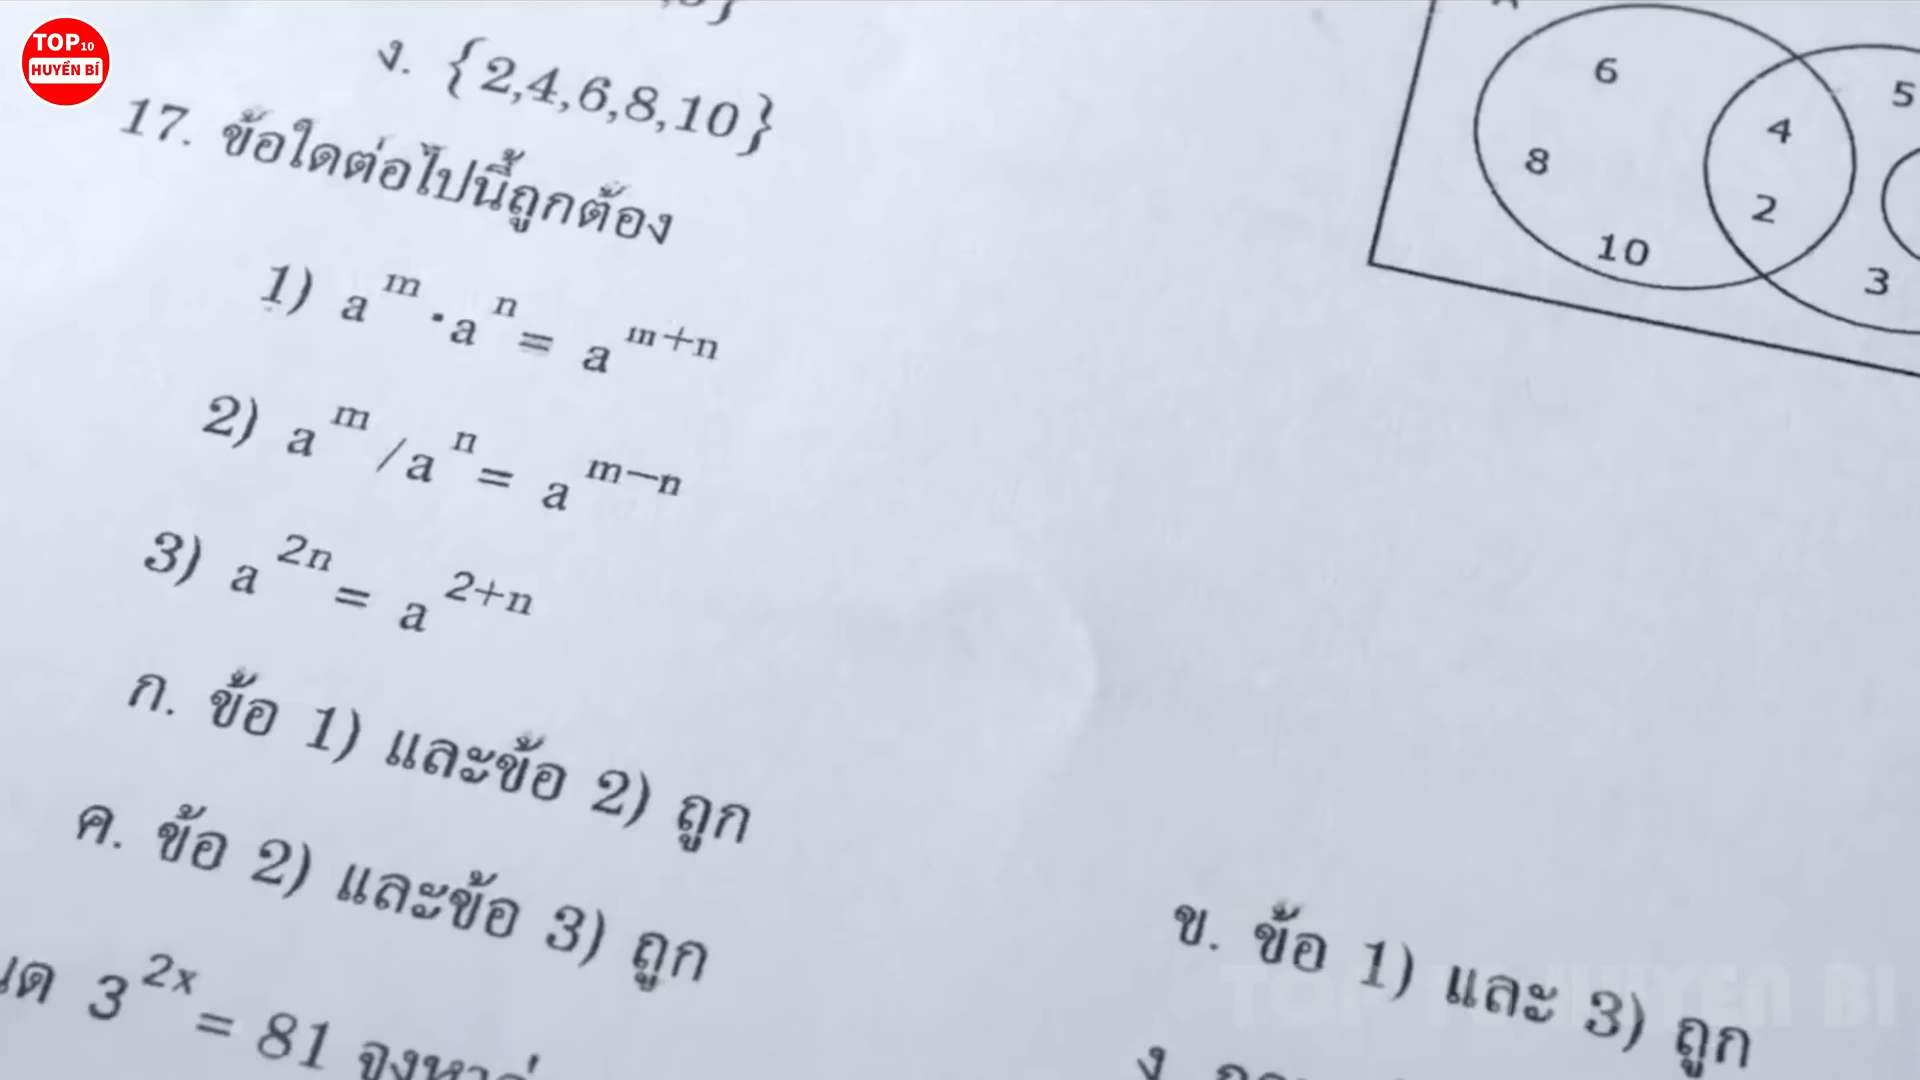 TOP 10
HUYỀN BÍ
ง. {2,4,6,8,10}
17. ข้อใดต่อไปนี้ถูกต้อง
1) a^m · a^n = a^m+n
2) a^m / a^n = a^m−n
3) a^2n = a^2+n
ก. ข้อ 1) และข้อ 2) ถูก
ค. ข้อ 2) และข้อ 3) ถูก
ข. ข้อ 1) และ 3) ถูก
3^2x = 81
ง.
6
8
10
4
2
5
3